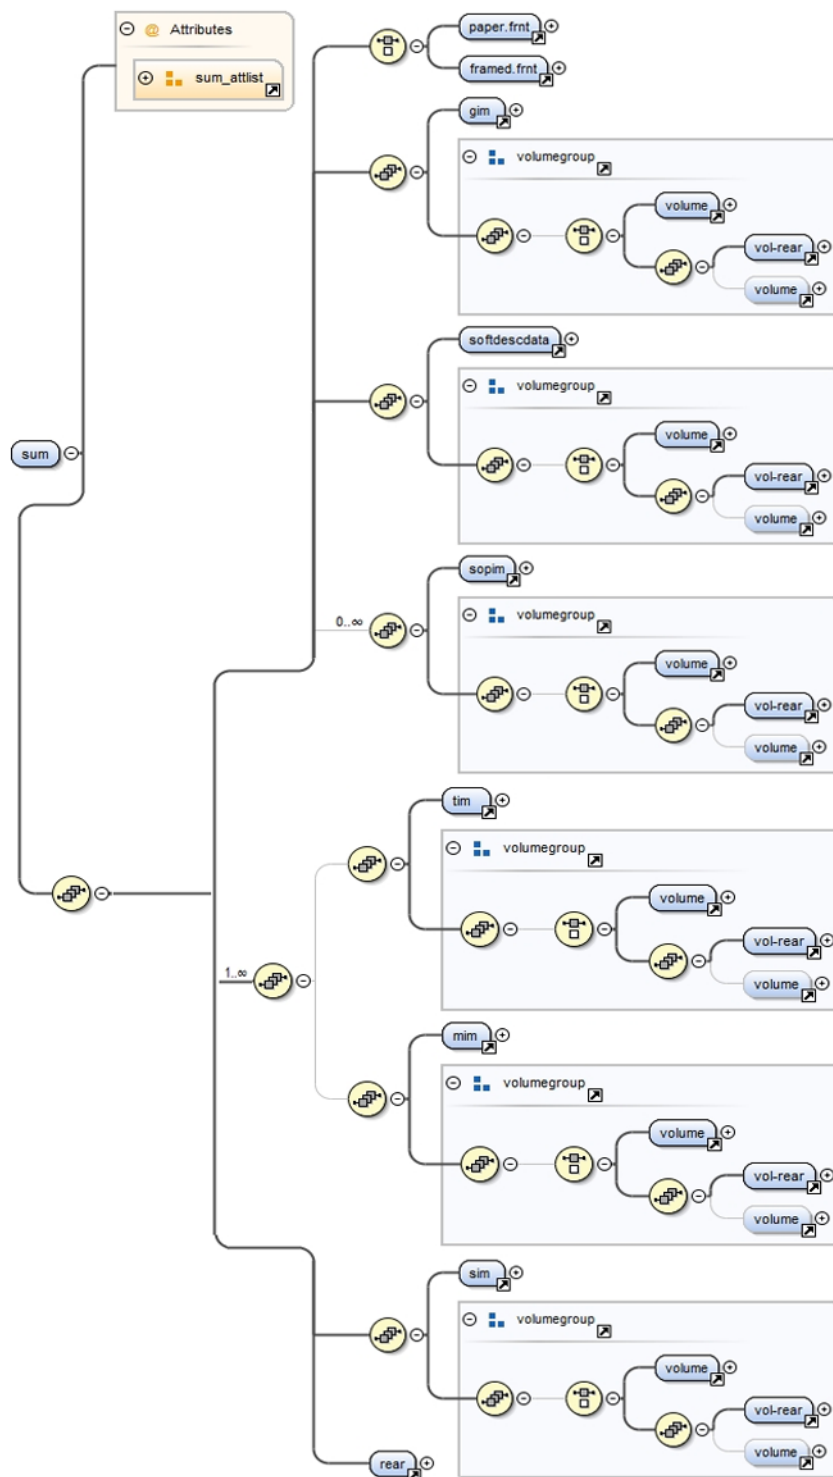 Attributes
sum_attlist
paper.frnt
framed.frnt
gim
volumegroup
volume
vol-rear
volume
softdescdata
volumegroup
volume
sum
vol-rear
volume
sopim
volumegroup
0..∞
volume
vol-rear
volume
tim
volumegroup
volume
vol-rear
1..∞
volume
mim
volumegroup
volume
vol-rear
volume
sim
volumegroup
volume
vol-rear
volume
rear